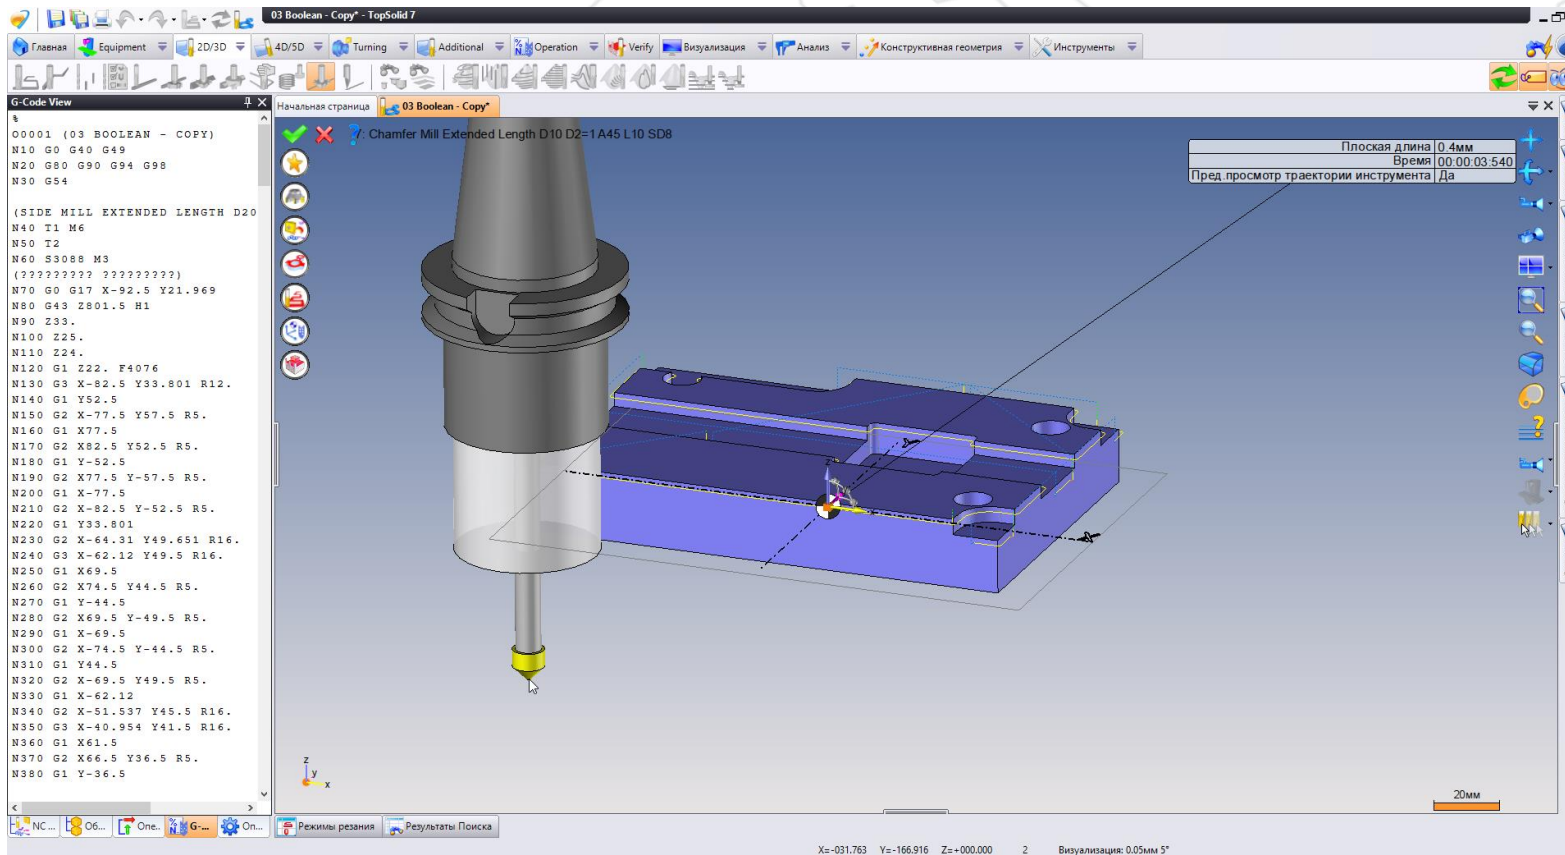 03 Boolean - Copy* - TopSolid 7
Главная Equipment 2D/3D 4D/5D Turning Additional Operation Verify Визуализация Анализ Конструктивная геометрия Инструменты
G-Code View
Начальная страница 03 Boolean - Copy*
%
O0001 (03 BOOLEAN - COPY)
N10 G0 G40 G49
N20 G80 G90 G94 G98
N30 G54
(SIDE MILL EXTENDED LENGTH D20
N40 T1 M6
N50 T2
N60 S3088 M3
(????????? ?????????)
N70 G0 G17 X-92.5 Y21.969
N80 G43 Z801.5 H1
N90 Z33.
N100 Z25.
N110 Z24.
N120 G1 Z22. F4076
N130 G3 X-82.5 Y33.801 R12.
N140 G1 Y52.5
N150 G2 X-77.5 Y57.5 R5.
N160 G1 X77.5
N170 G2 X82.5 Y52.5 R5.
N180 G1 Y-52.5
N190 G2 X77.5 Y-57.5 R5.
N200 G1 X-77.5
N210 G2 X-82.5 Y-52.5 R5.
N220 G1 Y33.801
N230 G2 X-64.31 Y49.651 R16.
N240 G3 X-62.12 Y49.5 R16.
N250 G1 X69.5
N260 G2 X74.5 Y44.5 R5.
N270 G1 Y-44.5
N280 G2 X69.5 Y-49.5 R5.
N290 G1 X-69.5
N300 G2 X-74.5 Y-44.5 R5.
N310 G1 Y44.5
N320 G2 X-69.5 Y49.5 R5.
N330 G1 X-62.12
N340 G2 X-51.537 Y45.5 R16.
N350 G3 X-40.954 Y41.5 R16.
N360 G1 X61.5
N370 G2 X66.5 Y36.5 R5.
N380 G1 Y-36.5
7: Chamfer Mill Extended Length D10 D2=1 A45 L10 SD8
Плоская длина 0.4мм
Время 00:00:03:540
Пред.просмотр траектории инструмента Да
z
y
x
20мм
NC ... Об... Опе.. G-... Оп... Режимы резания Результаты Поиска
X=-031.763 Y=-166.916 Z=+000.000 2 Визуализация: 0.05мм 5°